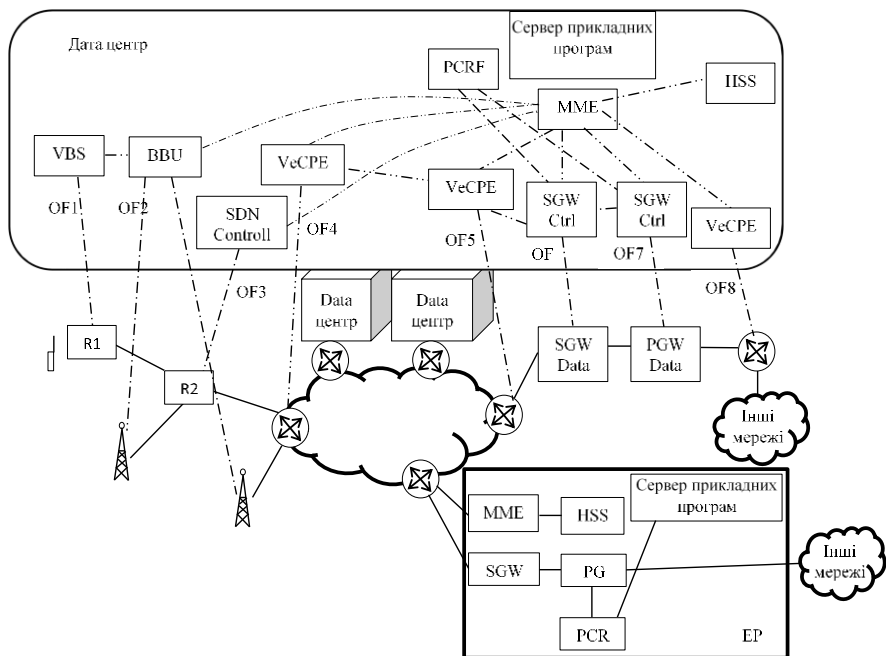 Дата центр
Сервер прикладних
програм
PCRF
HSS
MME
VBS
BBU
VeCPE
VeCPE
SGW
Ctrl
SGW
Ctrl
VeCPE
SDN
Controll
OF1
OF2
OF4
OF5
OF
OF7
OF3
OF8
Data
центр
Data
центр
R1
R2
SGW
Data
PGW
Data
Інші
мережі
MME
HSS
Сервер прикладних
програм
SGW
PG
PCR
EP
Інші
мережі